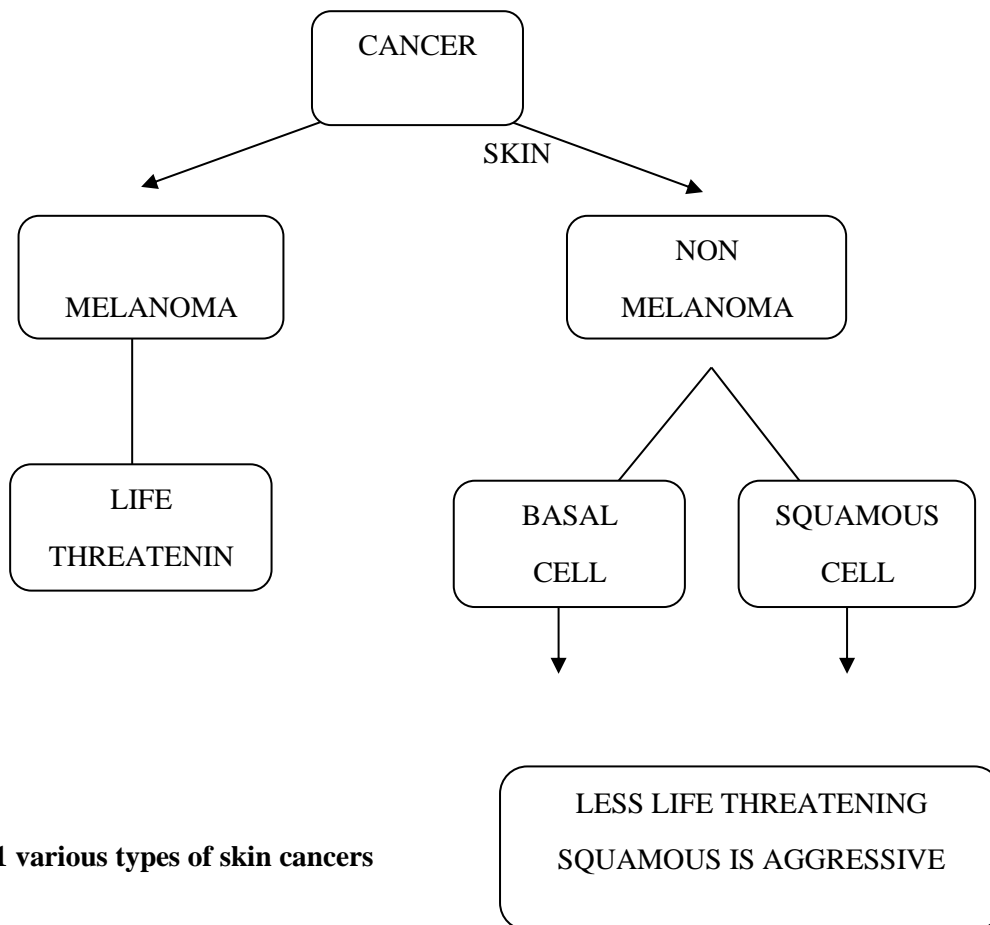 CANCER
SKIN
MELANOMA
NON
MELANOMA
LIFE
THREATENIN
BASAL
CELL
SQUAMOUS
CELL
LESS LIFE THREATENING
SQUAMOUS IS AGGRESSIVE
1 various types of skin cancers